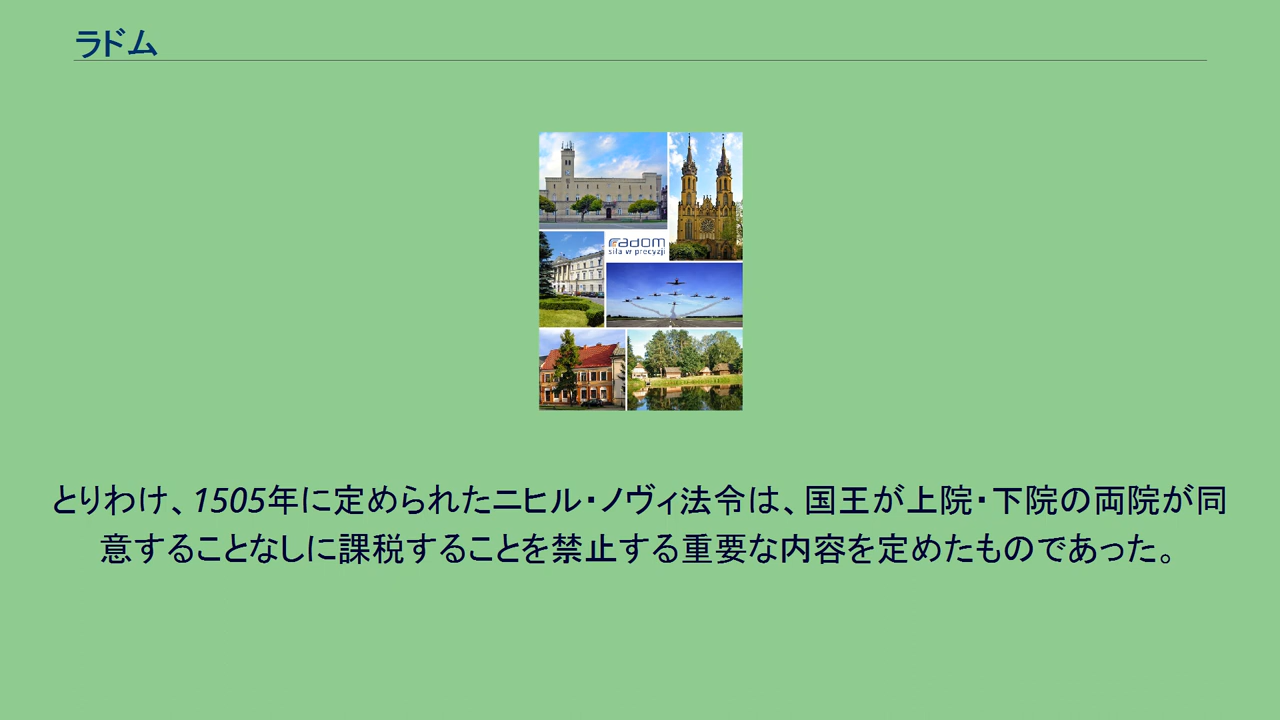 ラドム
radom
siła w precyzji
とりわけ、1505年に定められたニヒル・ノヴィ法令は、国王が上院・下院の両院が同
意することなしに課税することを禁止する重要な内容を定めたものであった。